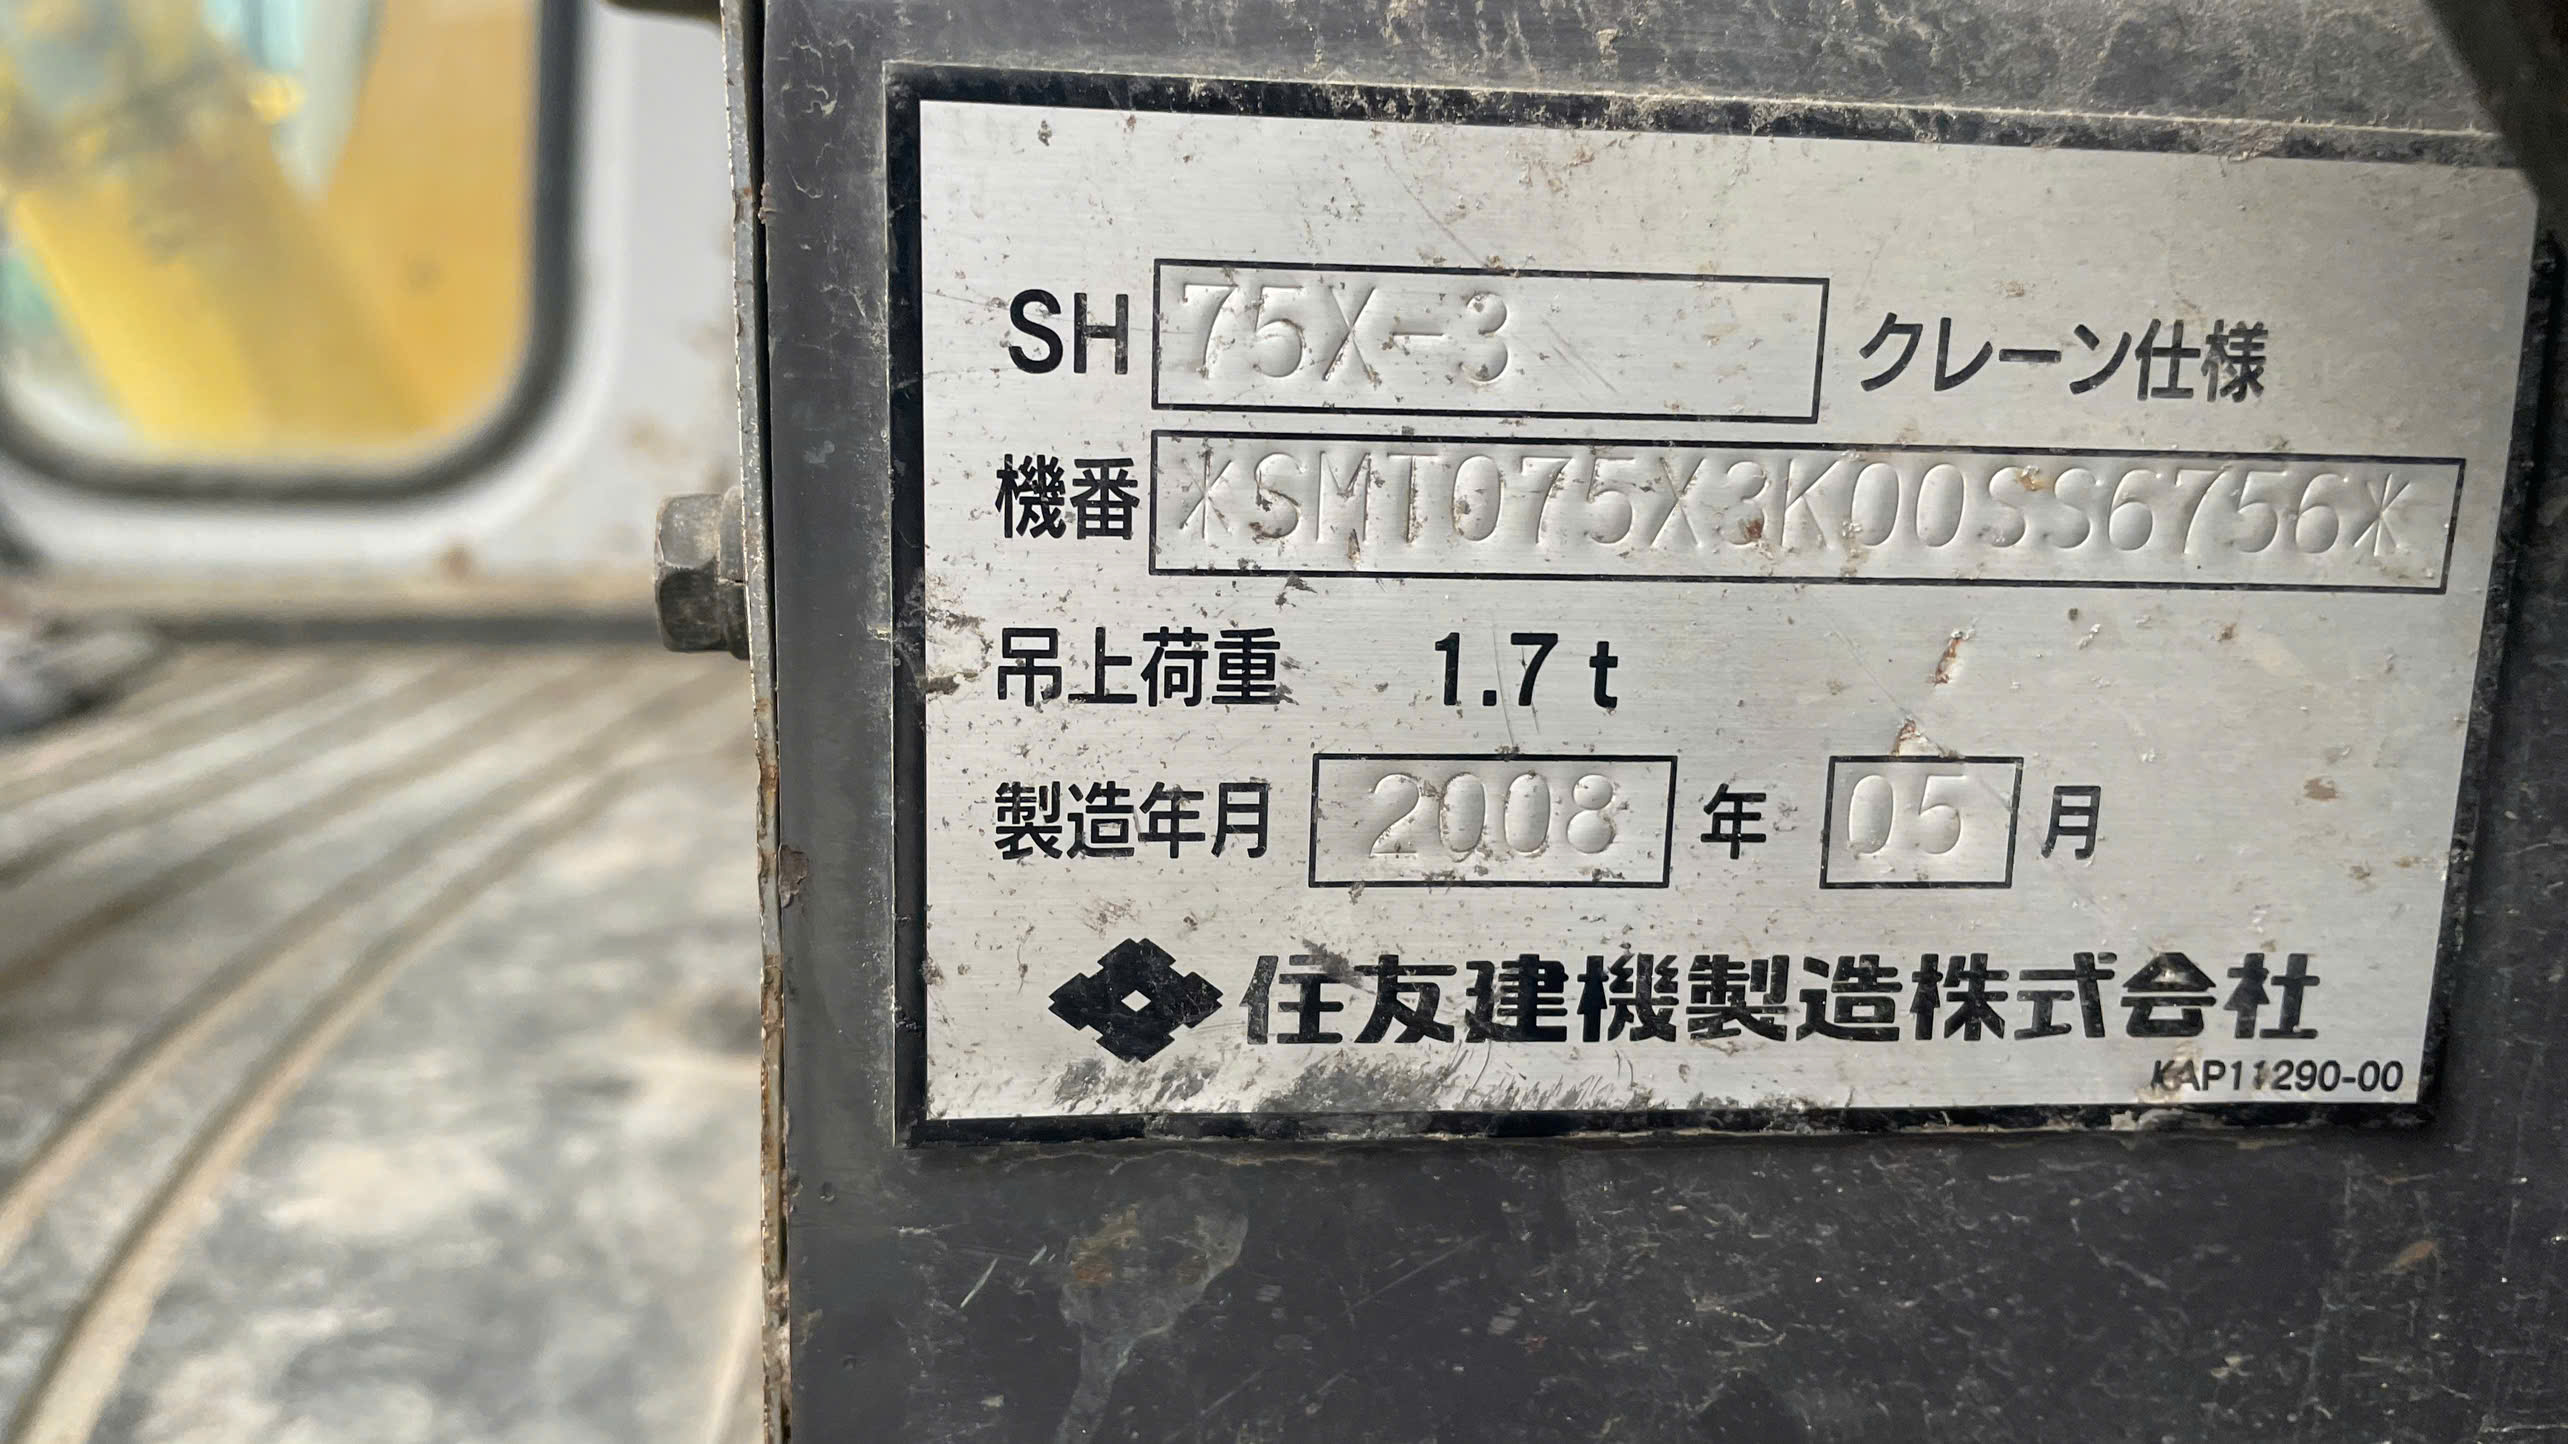 SH 75X-3 クレーン仕様
機番 *SMT075X3K00SS6756*
吊上荷重 1.7t
製造年月 2008 年 05 月
住友建機製造株式会社
KAP11290-00